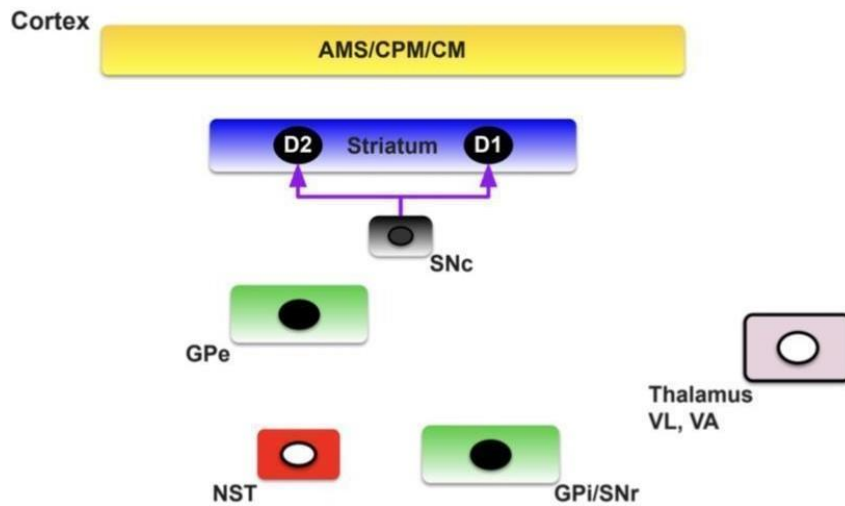 Cortex
AMS/CPM/CM
D2 Striatum D1
SNc
GPe
Thalamus
VL, VA
NST
GPi/SNr